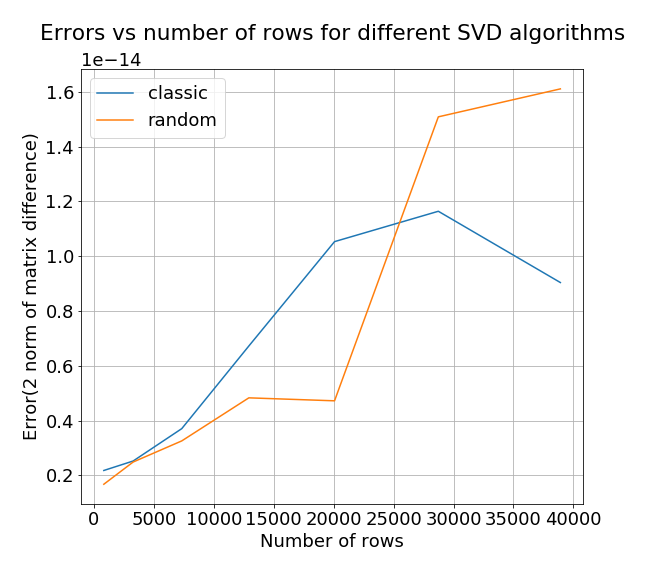 Errors vs number of rows for different SVD algorithms
1e−14
classic
random
1.6
1.4
1.2
1.0
0.8
0.6
0.4
0.2
Error(2 norm of matrix difference)
0 5000 10000 15000 20000 25000 30000 35000 40000
Number of rows